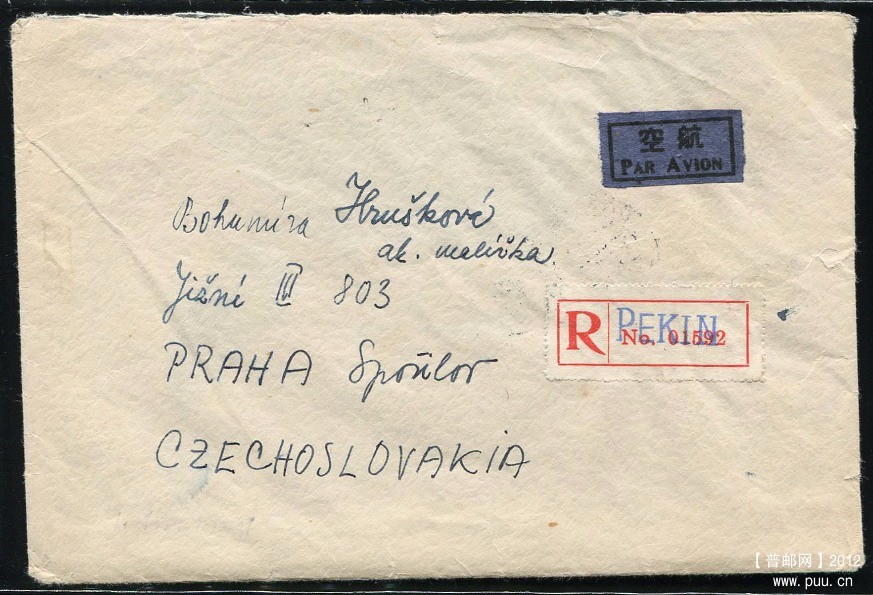 空航
PAR AVION
Bohumíra Hrušková
ak. malířka
Jižní III 803
R PEKIN
No. 01592
PRAHA Spořilov
CZECHOSLOVAKIA
【普邮网】2012
www.puu.cn